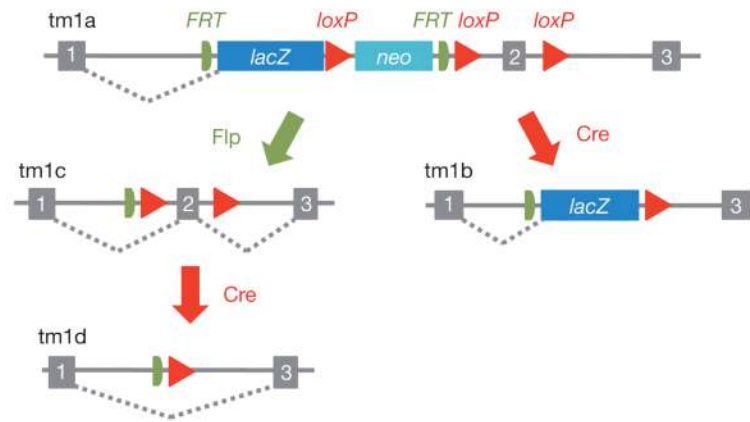 tm1a FRT loxP FRT loxP loxP
1 lacZ neo 2 3
Flp Cre
tm1c tm1b
1 2 3 1 lacZ 3
Cre
tm1d
1 3